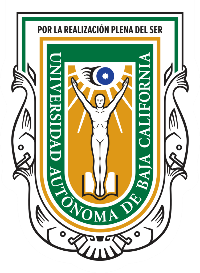 POR LA REALIZACIÓN PLENA DEL SER
UNIVERSIDAD AUTÓNOMA DE BAJA CALIFORNIA